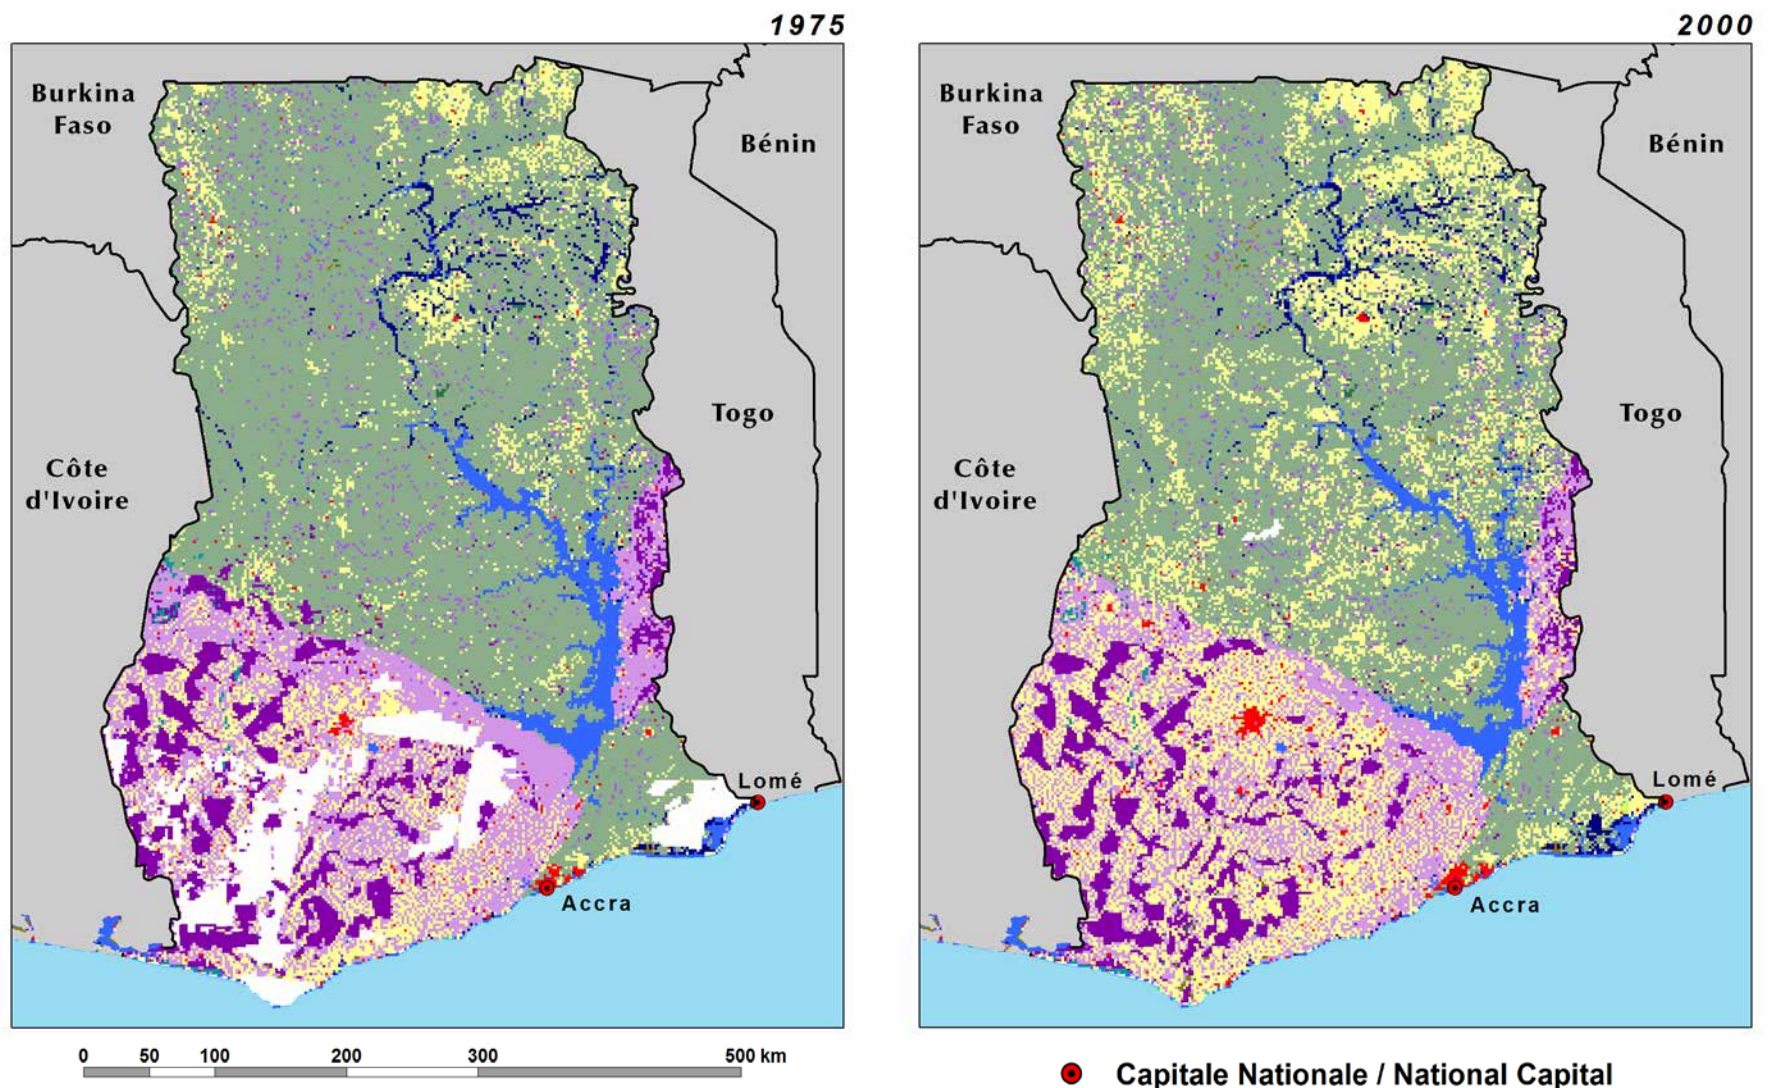 1975
Burkina
Faso
Bénin
Togo
Côte
d'Ivoire
Lomé
Accra
0 50 100 200 300 500 km
2000
Burkina
Faso
Bénin
Togo
Côte
d'Ivoire
Lomé
Accra
Capitale Nationale / National Capital